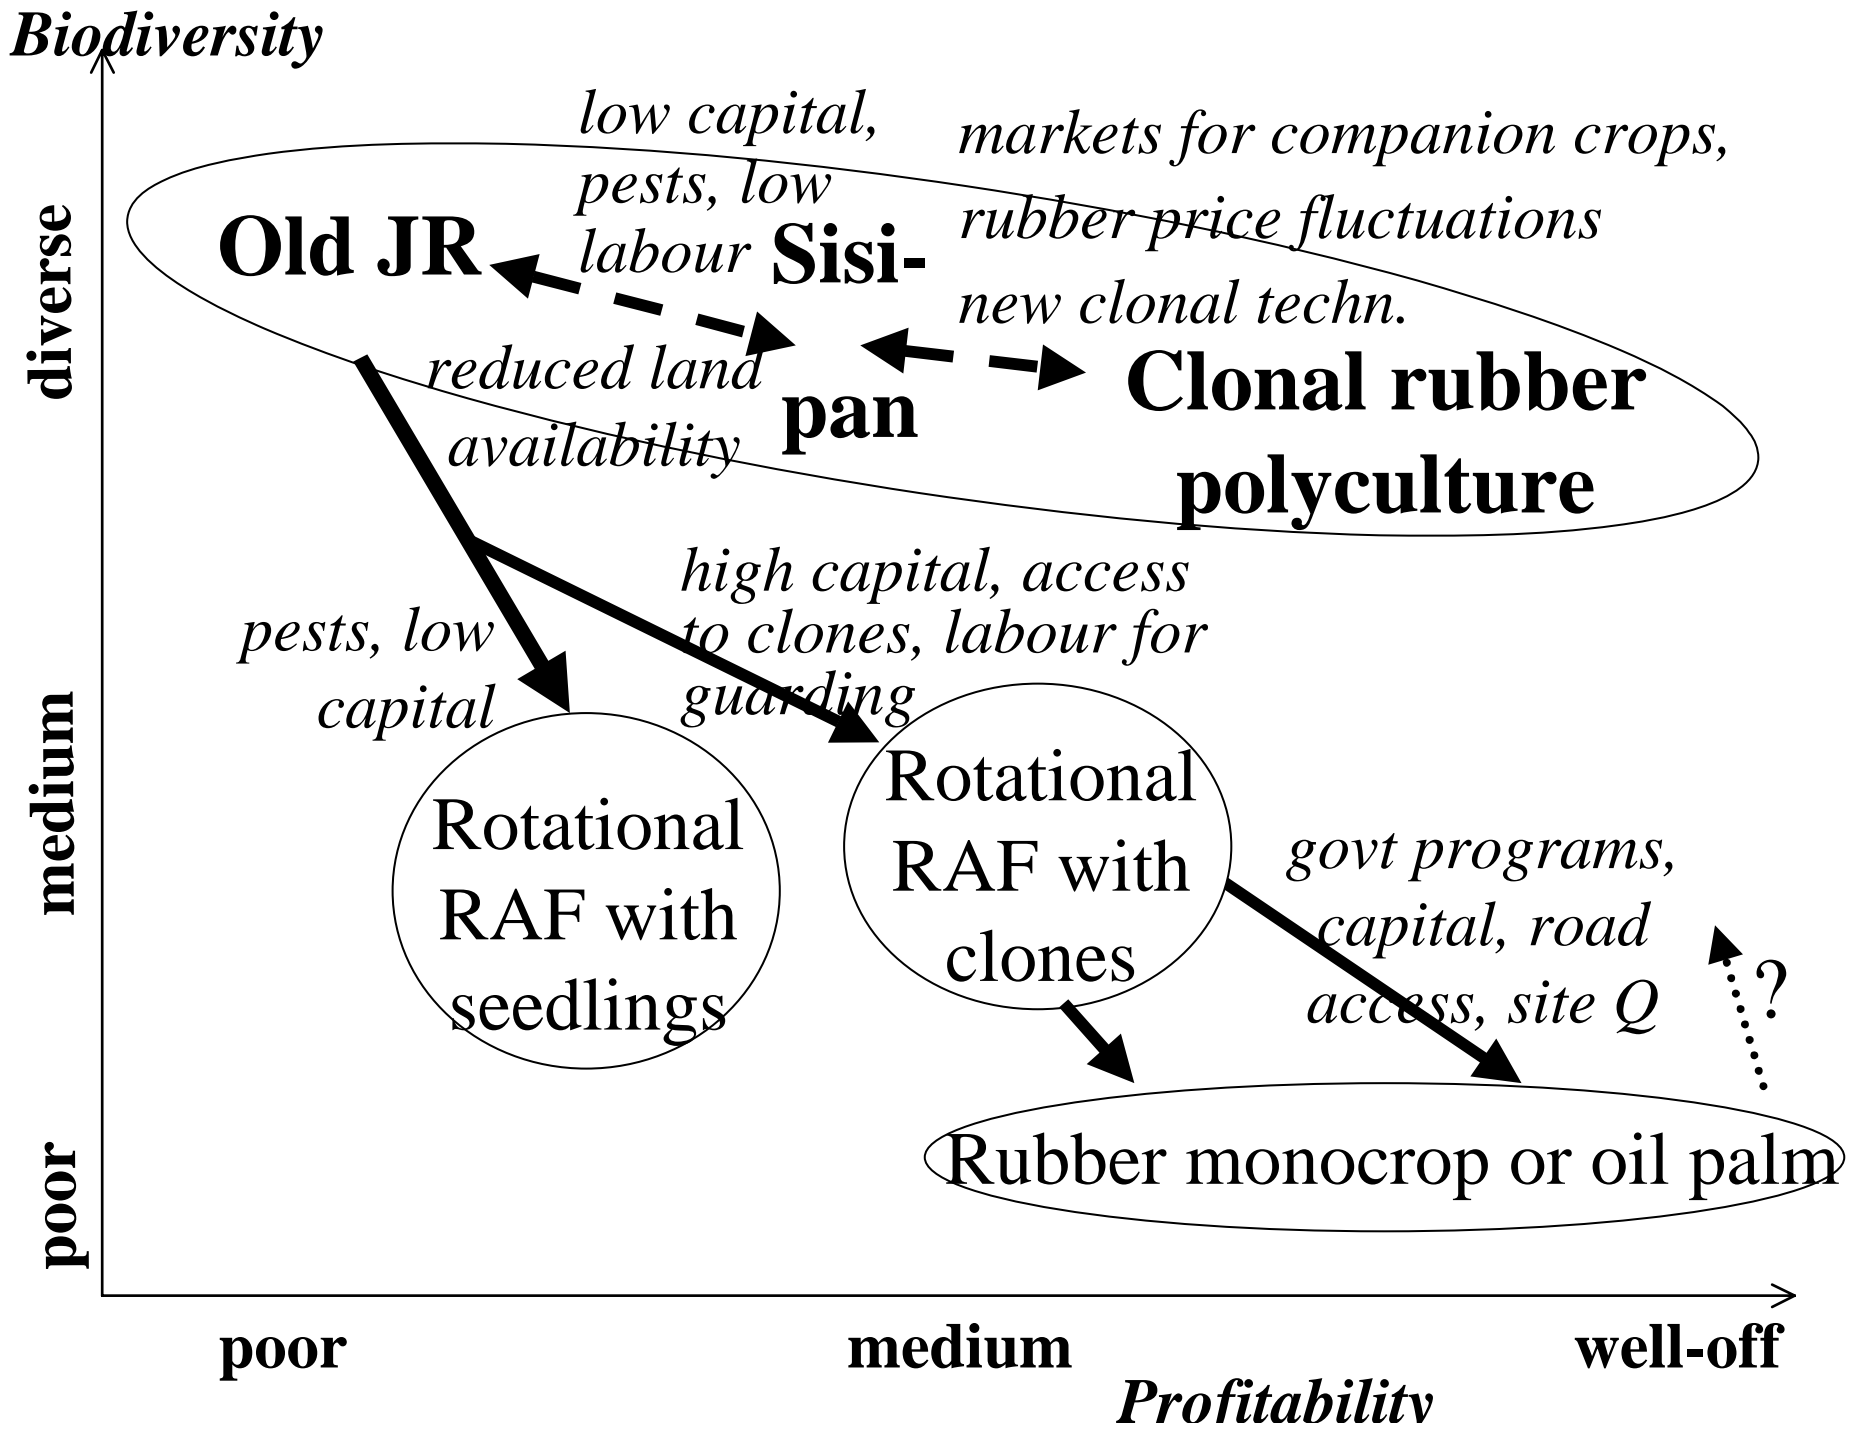 Biodiversity
low capital,
pests, low
labour
markets for companion crops,
rubber price fluctuations
new clonal techn.
Old JR
Sisi-
pan
Clonal rubber
polyculture
reduced land
availability
diverse
high capital, access
to clones, labour for
guarding
pests, low
capital
medium
Rotational
RAF with
seedlings
Rotational
RAF with
clones
govt programs,
capital, road
access, site Q
?
poor
Rubber monocrop or oil palm
poor
medium
well-off
Profitability